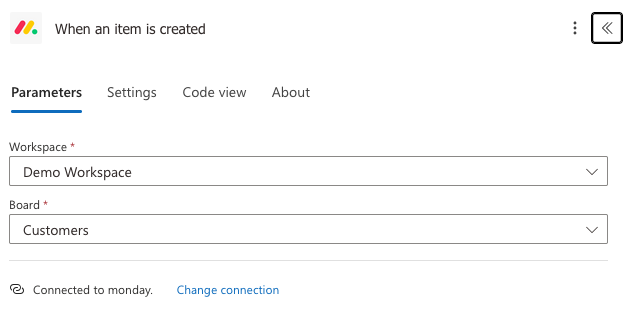 When an item is created
Parameters Settings Code view About
Workspace *
Demo Workspace
Board *
Customers
Connected to monday. Change connection